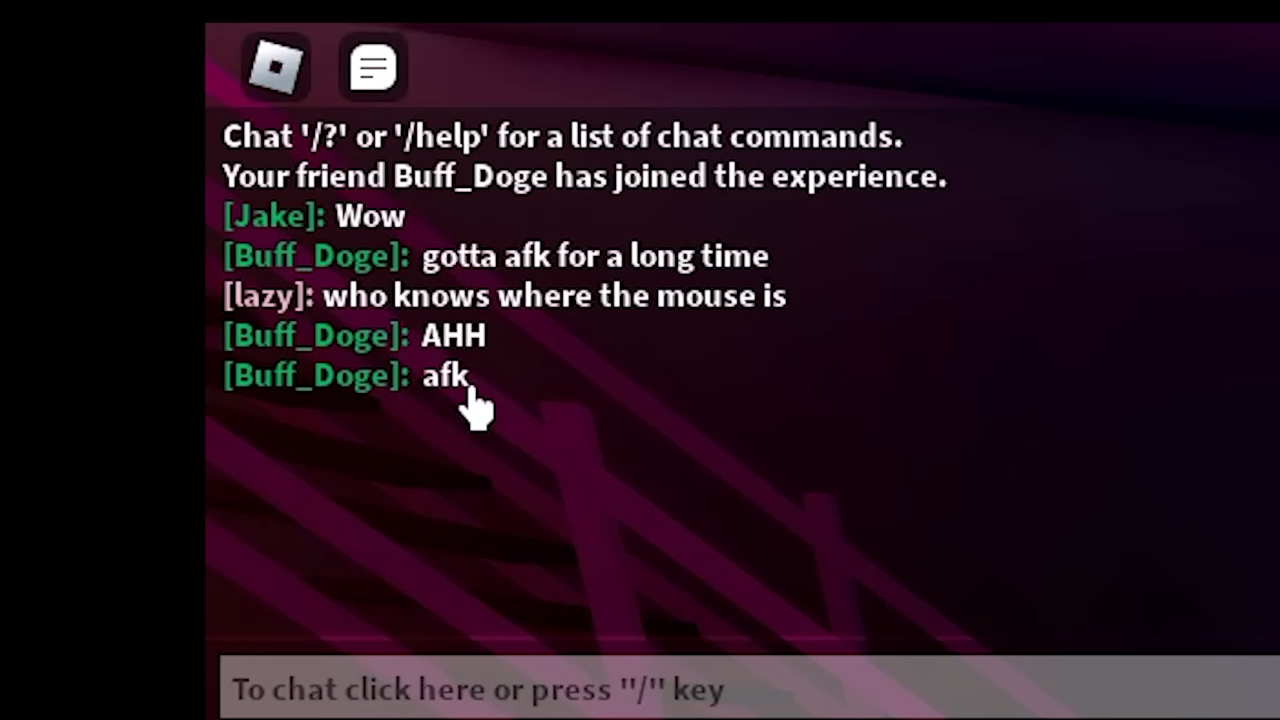 Chat '/?' or '/help' for a list of chat commands.
Your friend Buff_Doge has joined the experience.
[Jake]: Wow
[Buff_Doge]: gotta afk for a long time
[lazy]: who knows where the mouse is
[Buff_Doge]: AHH
[Buff_Doge]: afk
To chat click here or press "/" key